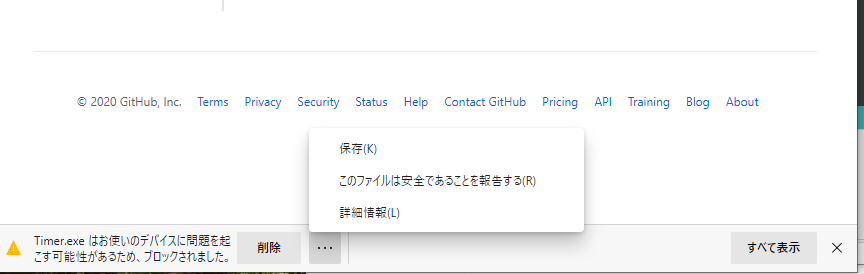 © 2020 GitHub, Inc. Terms Privacy Security Status Help Contact GitHub Pricing API Training Blog About
保存(K)
このファイルは安全であることを報告する(R)
詳細情報(L)
Timer.exe はお使いのデバイスに問題を起
こす可能性があるため、ブロックされました。
削除
...
すべて表示